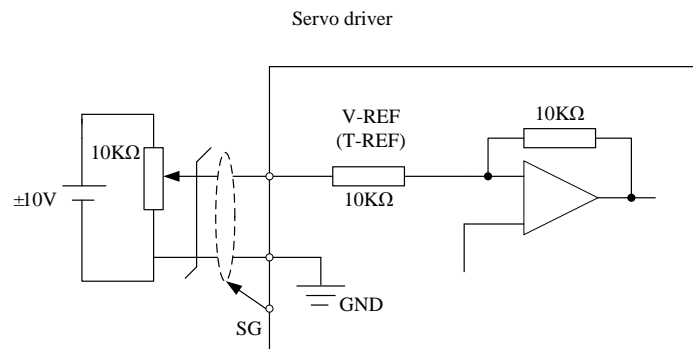 Servo driver
V-REF
(T-REF)
10KΩ
10KΩ
10KΩ
±10V
GND
SG